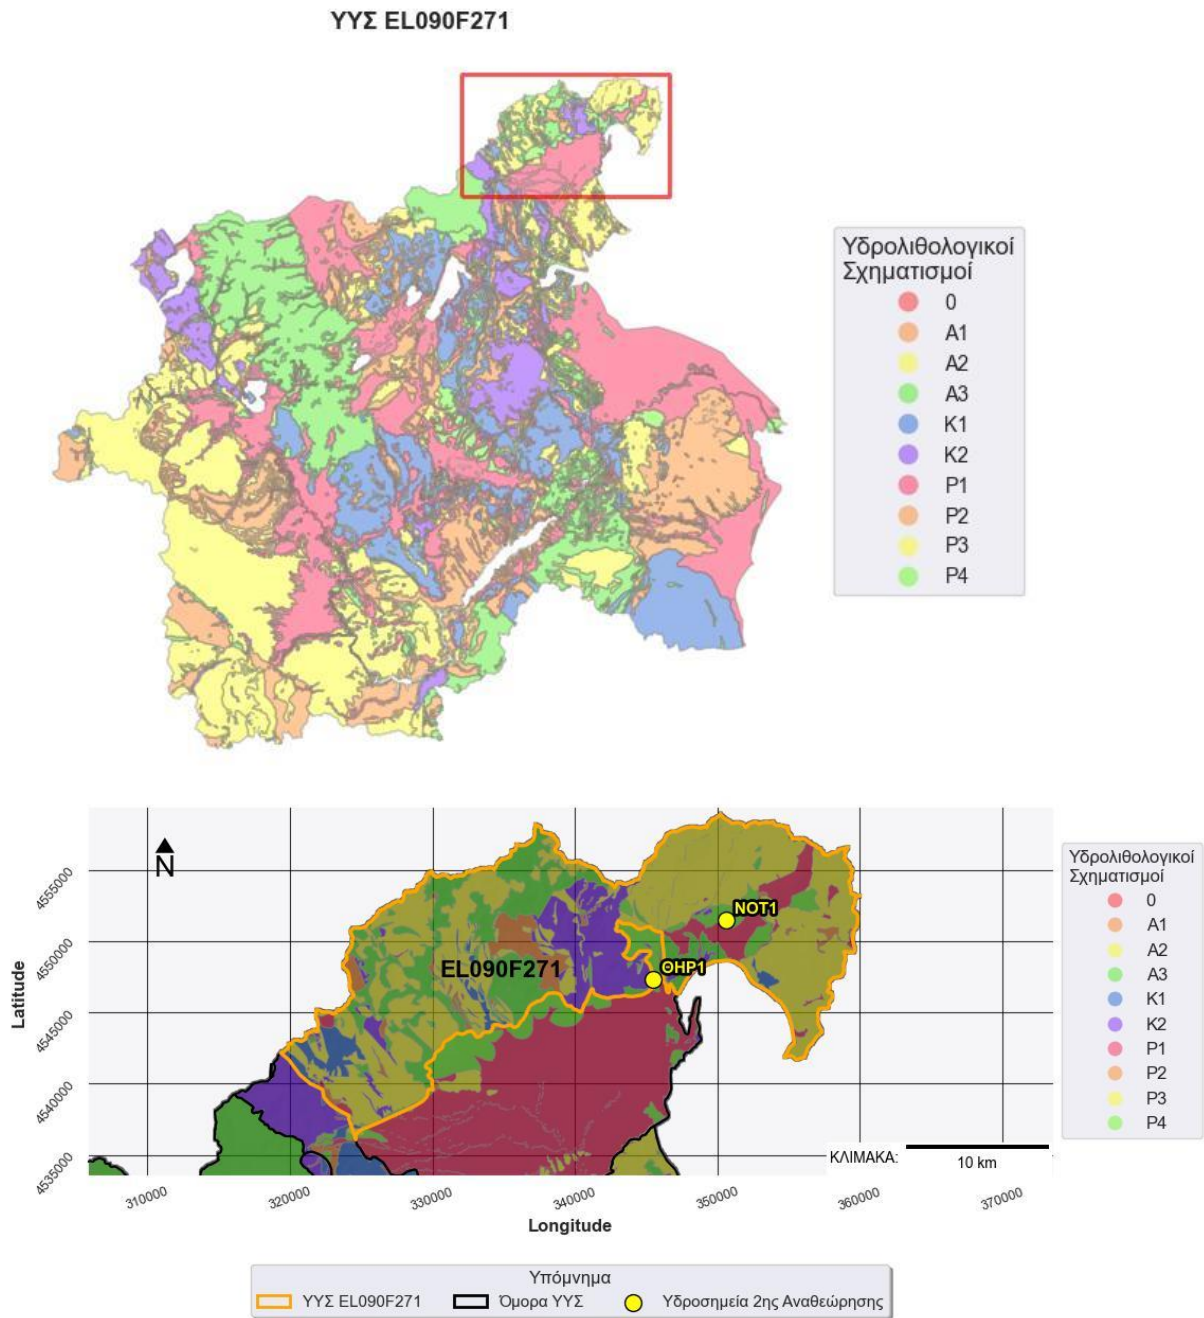 ΥΥΣ EL090F271
Υδρολιθολογικοί
Σχηματισμοί
0
A1
A2
A3
K1
K2
P1
P2
P3
P4
N
4555000
4550000
4545000
4540000
4535000
Latitude
NOT1
ΘΗΡ1
EL090F271
ΚΛΙΜΑΚΑ:
10 km
310000
320000
330000
340000
350000
360000
370000
Longitude
Υδρολιθολογικοί
Σχηματισμοί
0
A1
A2
A3
K1
K2
P1
P2
P3
P4
Υπόμνημα
ΥΥΣ EL090F271
Όμορα ΥΥΣ
Υδροσημεία 2ης Αναθεώρησης